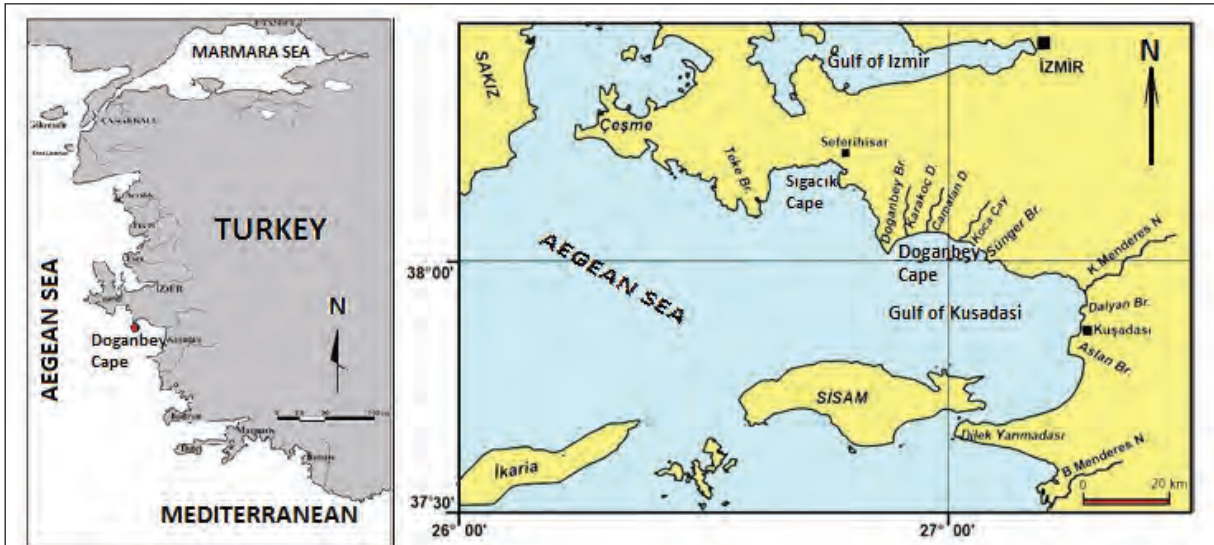 MARMARA SEA
TURKEY
AEGEAN SEA
N
Doganbey
Cape
MEDITERRANEAN
SAKIZ
Gulf of Izmir
İZMİR
N
Çeşme
Seferihisar
Teke Br.
Sıgacık
Cape
Doğanbey Br.
Karakoc D.
Camalan D.
Koca Çay
Sünger Br.
Doganbey
Cape
AEGEAN SEA
38° 00'
K.Menderes N
Gulf of Kusadasi
Dalyan Br.
Kuşadası
Aslan Br.
SİSAM
Dilek Yarımadası
İkaria
B.Menderes N.
0 20 km
37°30'
26° 00'
27° 00'